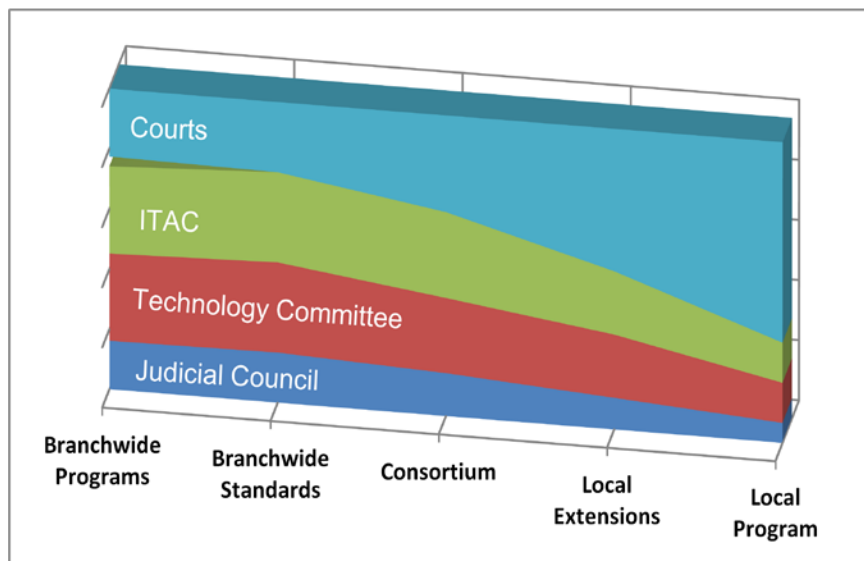 Courts
ITAC
Technology Committee
Judicial Council
Branchwide
Programs
Branchwide
Standards
Consortium
Local
Extensions
Local
Program